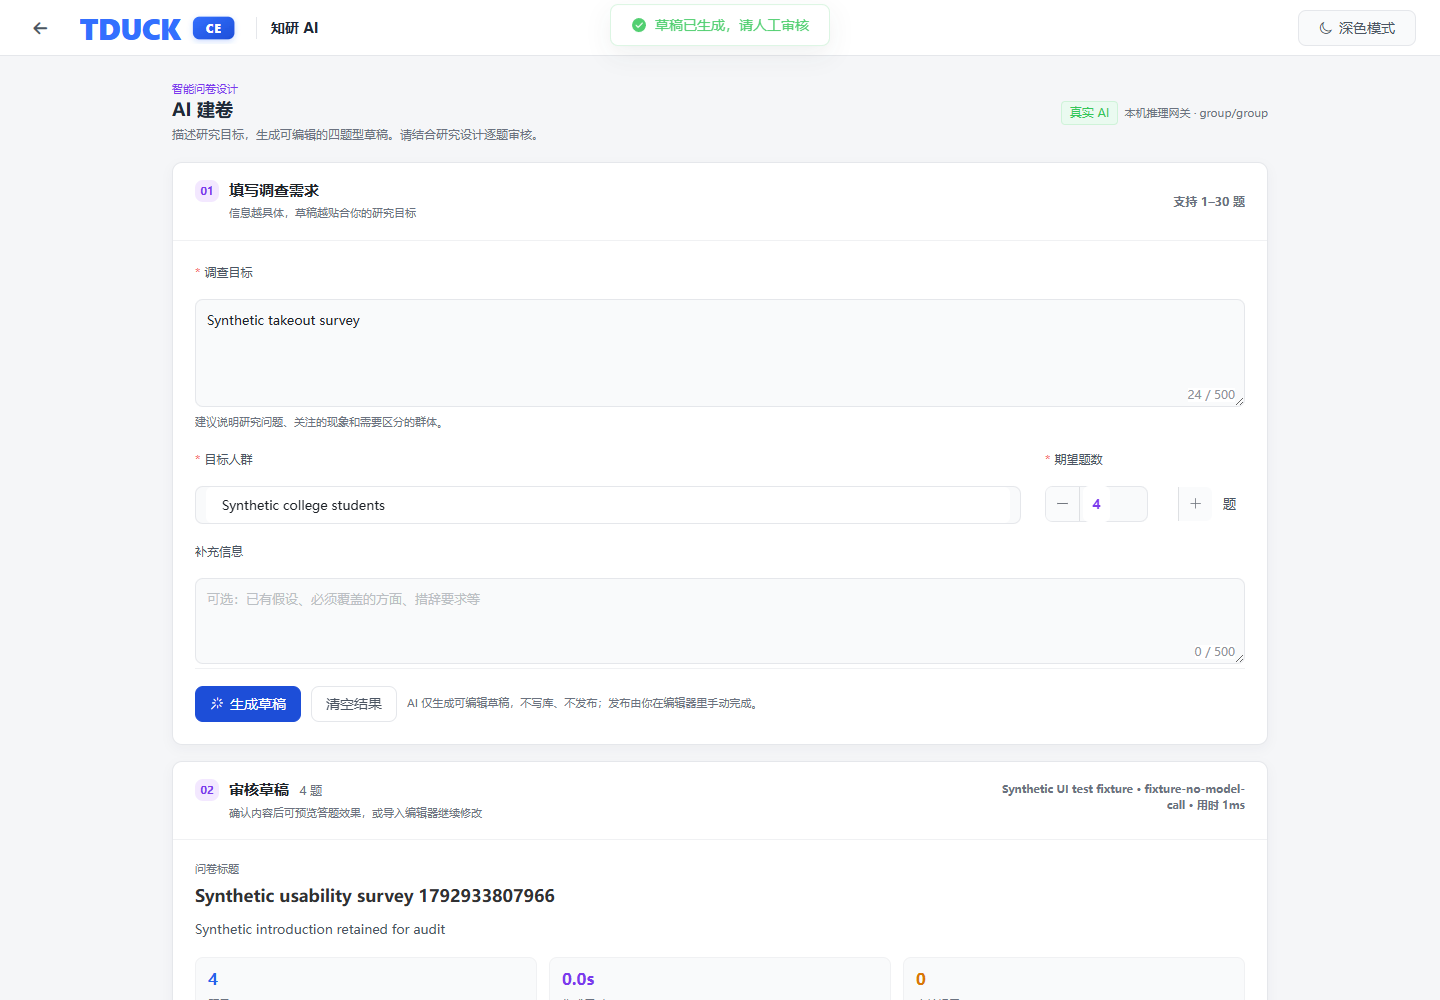 TDUCK CE 知研 AI
草稿已生成，请人工审核
深色模式
智能问卷设计
AI 建卷
描述研究目标，生成可编辑的四题型草稿。请结合研究设计逐题审核。
真实 AI 本机推理网关 · group/group
01 填写调查需求
信息越具体，草稿越贴合你的研究目标
支持 1–30 题
* 调查目标
Synthetic takeout survey
24 / 500
建议说明研究问题、关注的现象和需要区分的群体。
* 目标人群
* 期望题数
Synthetic college students
4
题
补充信息
可选：已有假设、必须覆盖的方面、措辞要求等
0 / 500
生成草稿 清空结果 AI 仅生成可编辑草稿，不写库、不发布；发布由你在编辑器里手动完成。
02 审核草稿 4 题
确认内容后可预览答题效果，或导入编辑器继续修改
Synthetic UI test fixture • fixture-no-model-
call • 用时 1ms
问卷标题
Synthetic usability survey 1792933807966
Synthetic introduction retained for audit
4
0.0s
0